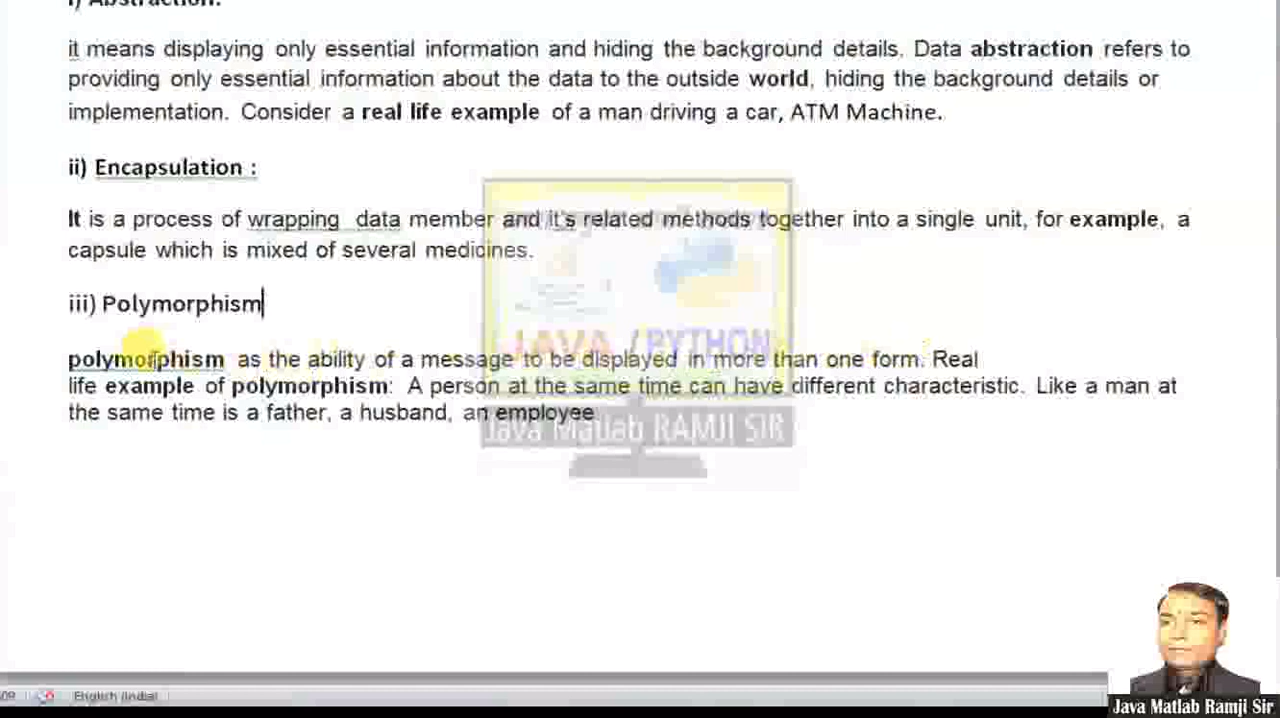 i) Abstraction:
it means displaying only essential information and hiding the background details. Data abstraction refers to
providing only essential information about the data to the outside world, hiding the background details or
implementation. Consider a real life example of a man driving a car, ATM Machine.
ii) Encapsulation :
It is a process of wrapping data member and it's related methods together into a single unit, for example, a
capsule which is mixed of several medicines.
iii) Polymorphism
polymorphism as the ability of a message to be displayed in more than one form. Real
life example of polymorphism: A person at the same time can have different characteristic. Like a man at
the same time is a father, a husband, an employee
JAVA / PYTHON
Java Matlab RAMJI SIR
English (India)
Java Matlab Ramji Sir